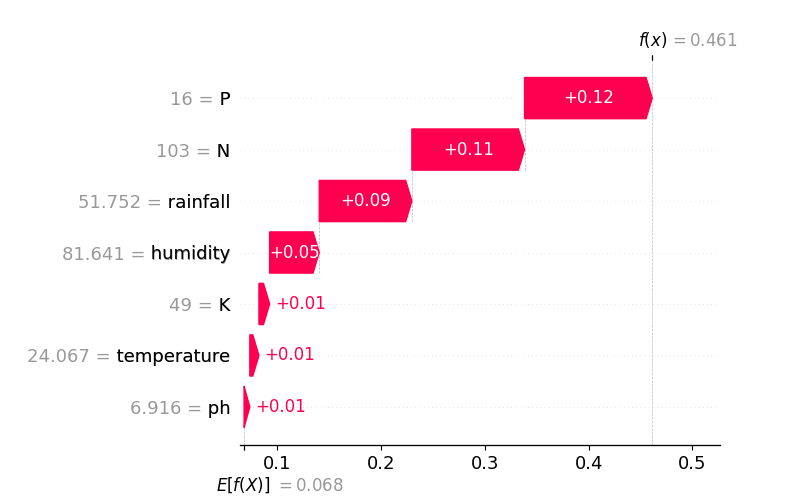 f(x) = 0.461
16 = P
+0.12
103 = N
+0.11
51.752 = rainfall
+0.09
81.641 = humidity
+0.05
49 = K
+0.01
24.067 = temperature
+0.01
6.916 = ph
+0.01
0.1 0.2 0.3 0.4 0.5
E[f(X)] = 0.068